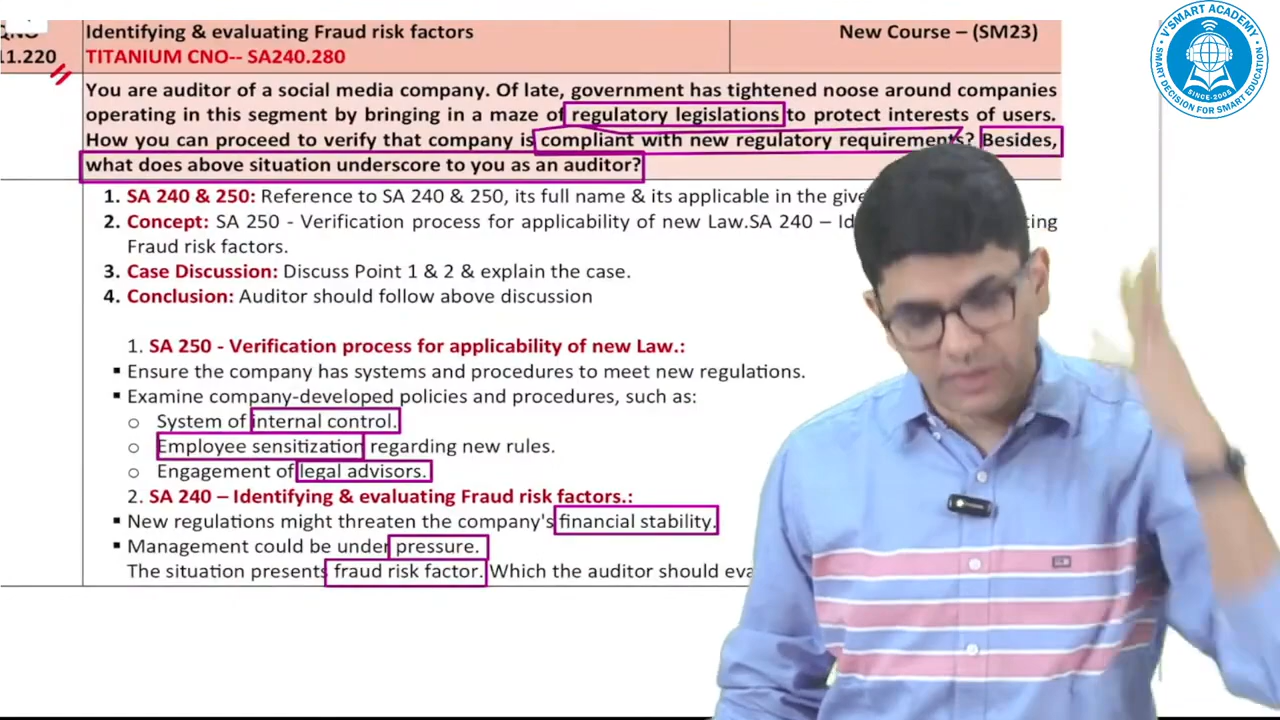 Identifying & evaluating Fraud risk factors
New Course – (SM23)
11.220
TITANIUM CNO-- SA240.280
You are auditor of a social media company. Of late, government has tightened noose around companies
operating in this segment by bringing in a maze of regulatory legislations to protect interests of users.
How you can proceed to verify that company is compliant with new regulatory requirements? Besides,
what does above situation underscore to you as an auditor?
1. SA 240 & 250: Reference to SA 240 & 250, its full name & its applicable in the
2. Concept: SA 250 - Verification process for applicability of new Law.SA 240 –
Fraud risk factors.
3. Case Discussion: Discuss Point 1 & 2 & explain the case.
4. Conclusion: Auditor should follow above discussion
1. SA 250 - Verification process for applicability of new Law.:
▪ Ensure the company has systems and procedures to meet new regulations.
▪ Examine company-developed policies and procedures, such as:
o System of internal control.
o Employee sensitization regarding new rules.
o Engagement of legal advisors.
2. SA 240 – Identifying & evaluating Fraud risk factors.:
▪ New regulations might threaten the company's financial stability.
▪ Management could be under pressure.
The situation presents fraud risk factor. Which the auditor should
V'SMART ACADEMY
SINCE-2005
SMART DECISION FOR SMART EDUCATION